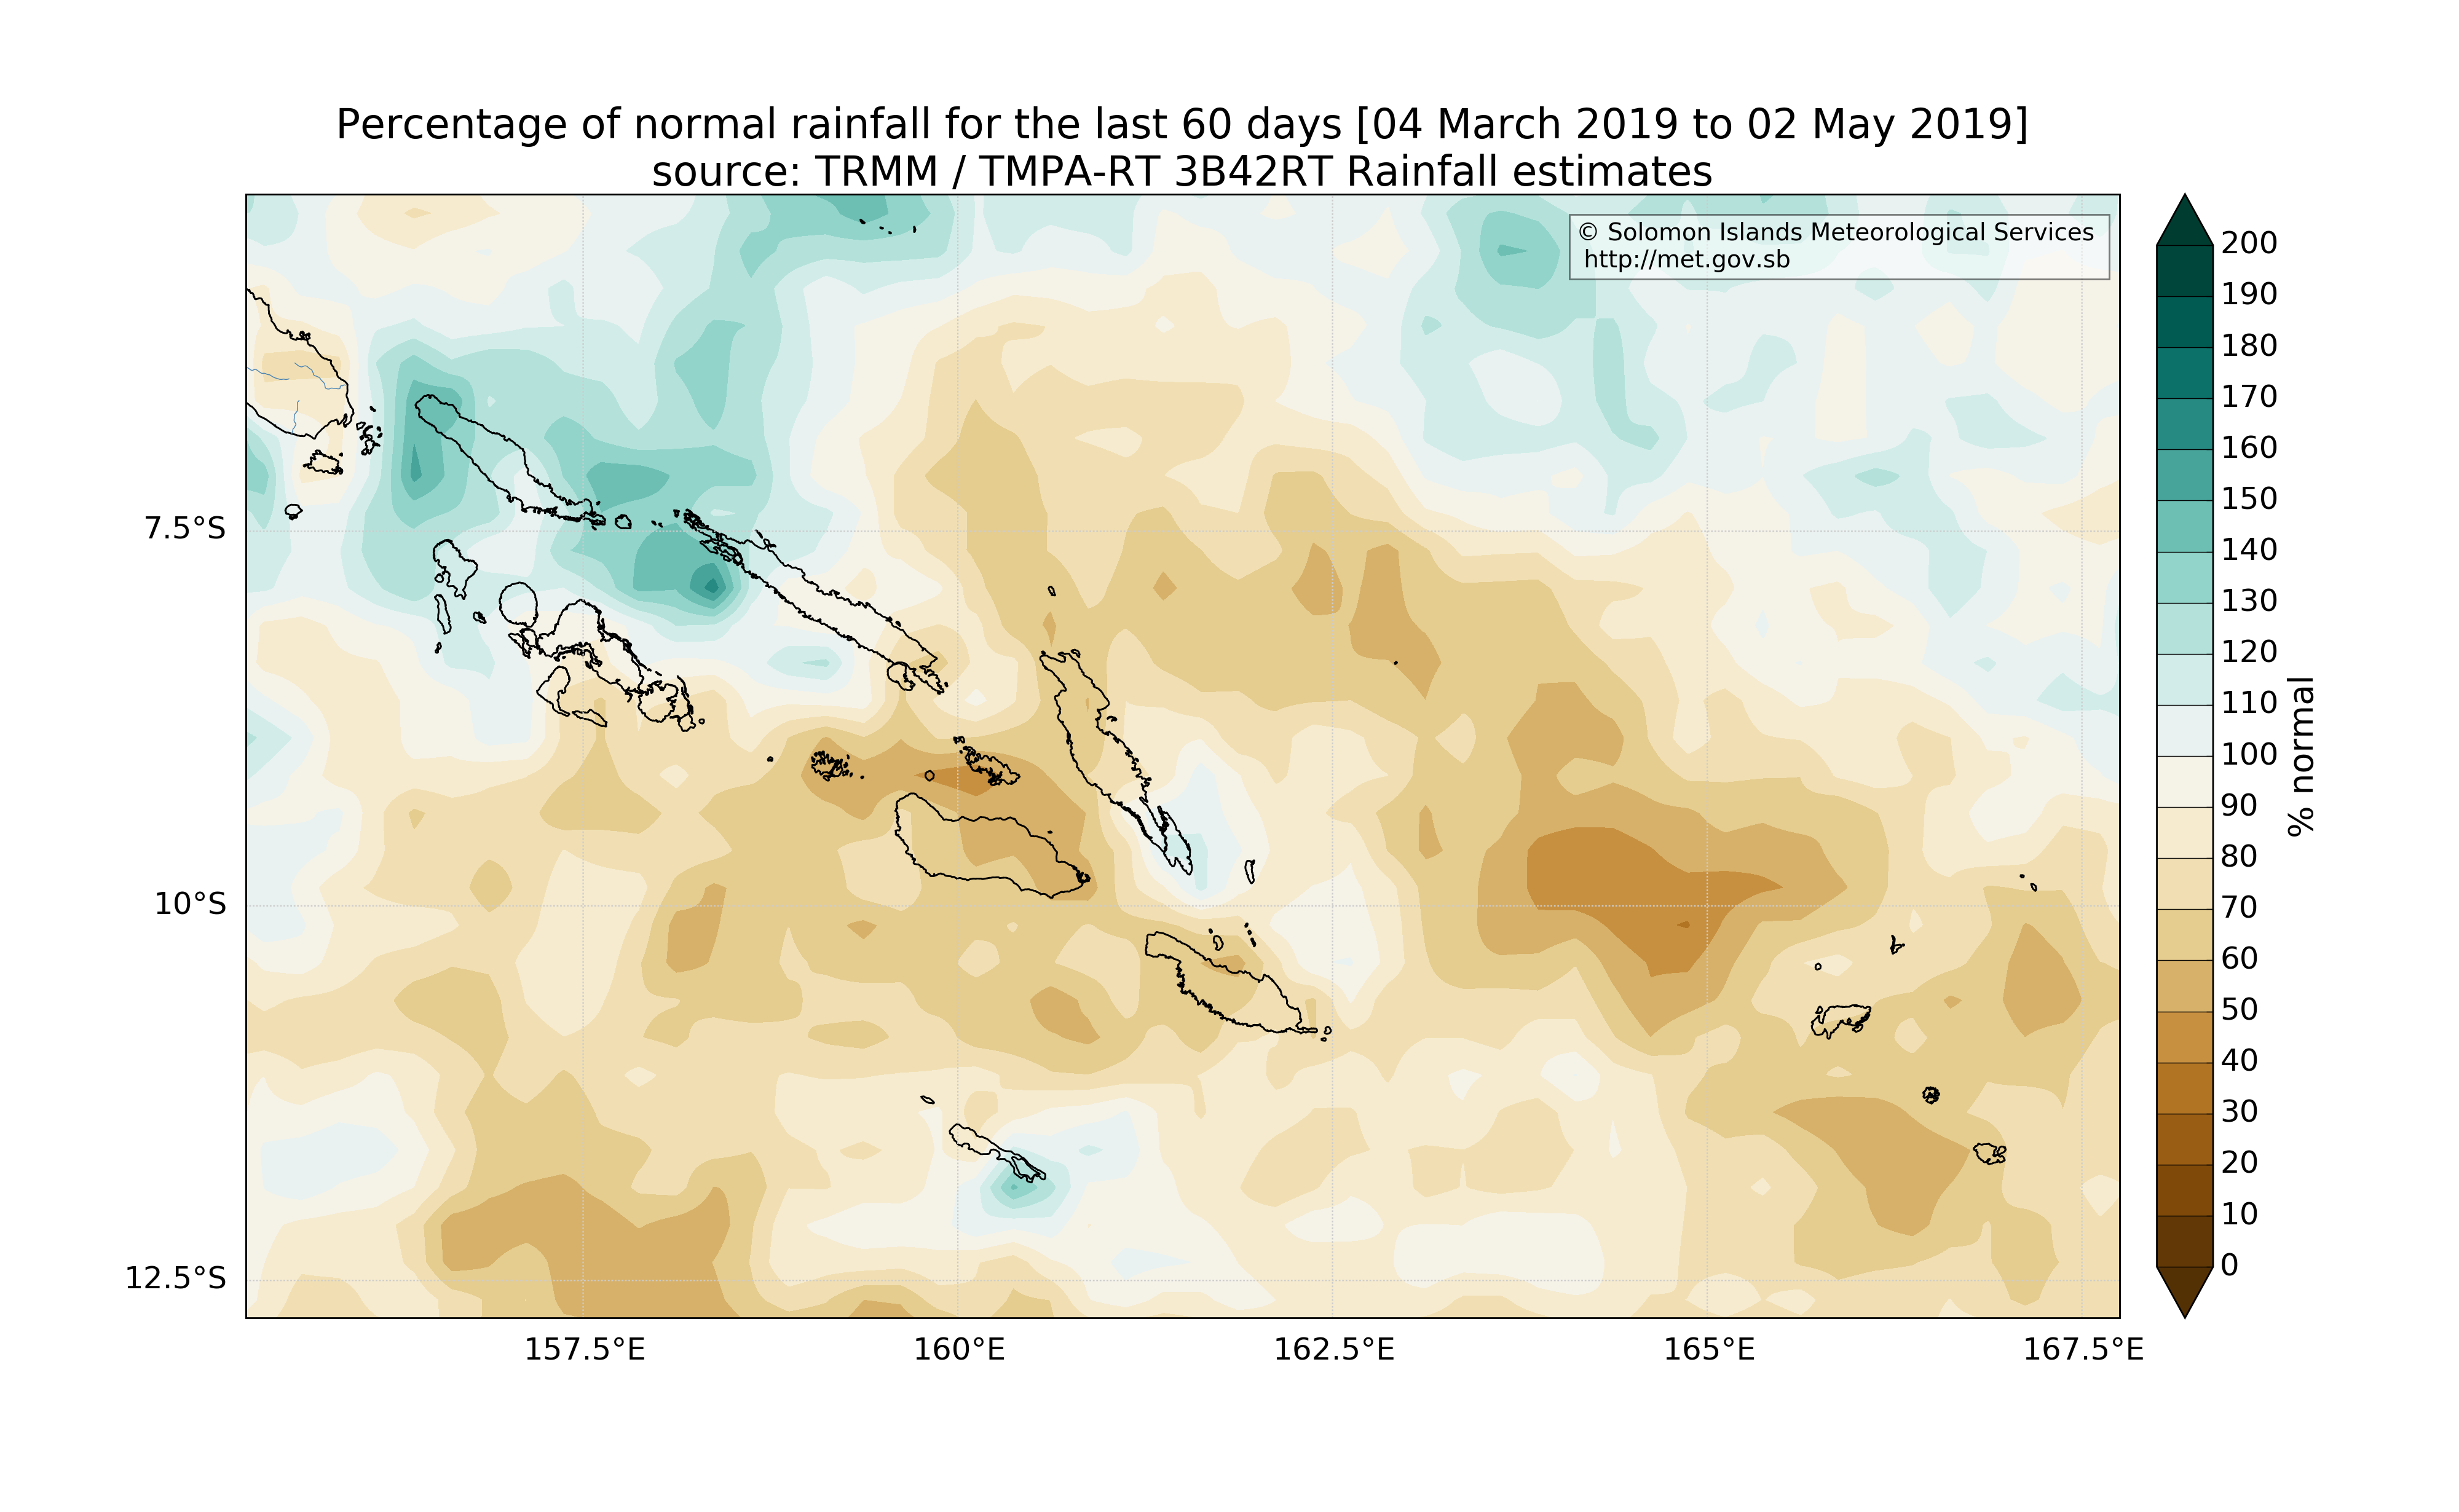 Percentage of normal rainfall for the last 60 days [04 March 2019 to 02 May 2019]
source: TRMM / TMPA-RT 3B42RT Rainfall estimates
© Solomon Islands Meteorological Services
http://met.gov.sb
7.5°S
10°S
12.5°S
157.5°E
160°E
162.5°E
165°E
167.5°E
200
190
180
170
160
150
140
130
120
110
100
90
80
70
60
50
40
30
20
10
0
% normal